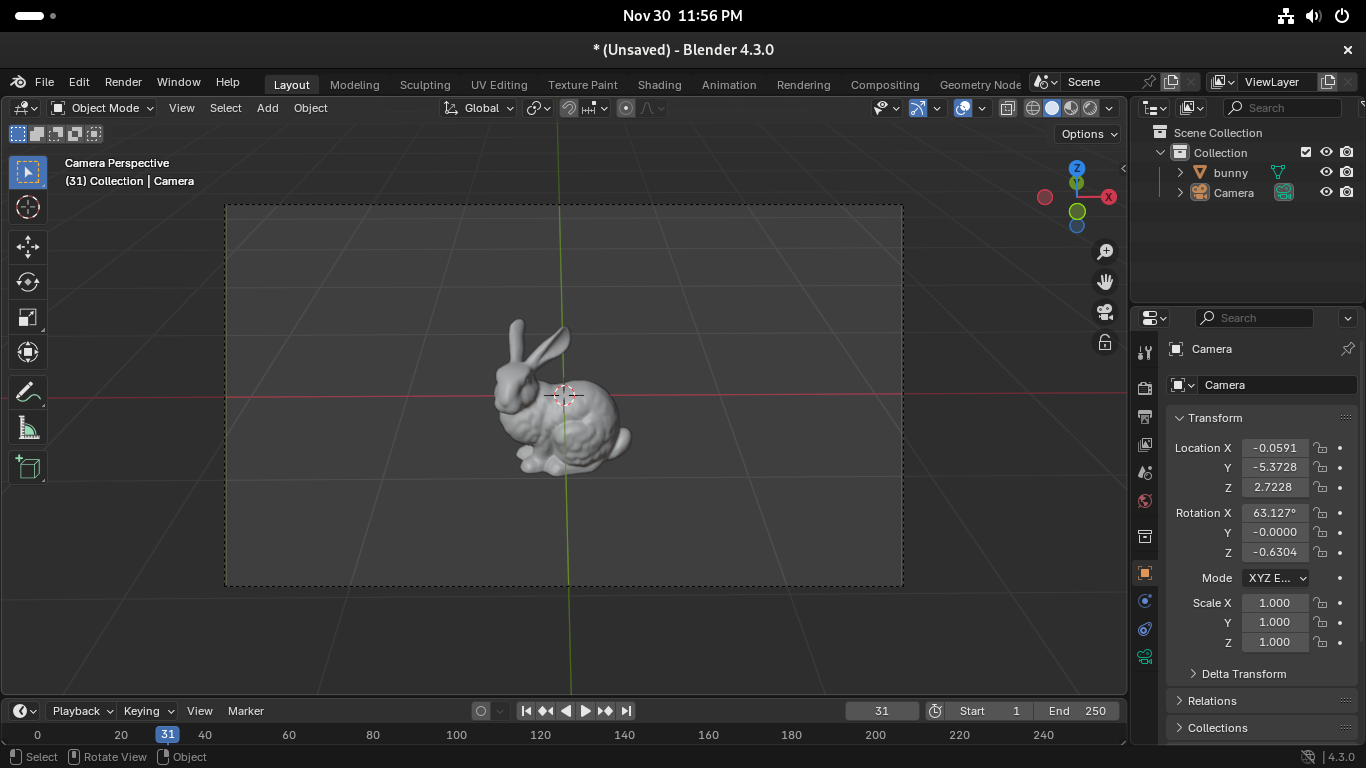 Nov 30 11:56 PM
* (Unsaved) - Blender 4.3.0
File Edit Render Window Help Layout Modeling Sculpting UV Editing Texture Paint Shading Animation Rendering Compositing Geometry Node Scene ViewLayer
Object Mode View Select Add Object Global Search
Options
Camera Perspective
(31) Collection | Camera
Z
Y
X
Scene Collection
Collection
bunny
Camera
Search
Camera
Camera
Transform
Location X -0.0591
Y -5.3728
Z 2.7228
Rotation X 63.127°
Y -0.0000
Z -0.6304
Mode XYZ E...
Scale X 1.000
Y 1.000
Z 1.000
Delta Transform
Relations
Collections
Playback Keying View Marker 31 Start 1 End 250
0 20 31 40 60 80 100 120 140 160 180 200 220 240
Select Rotate View Object 4.3.0